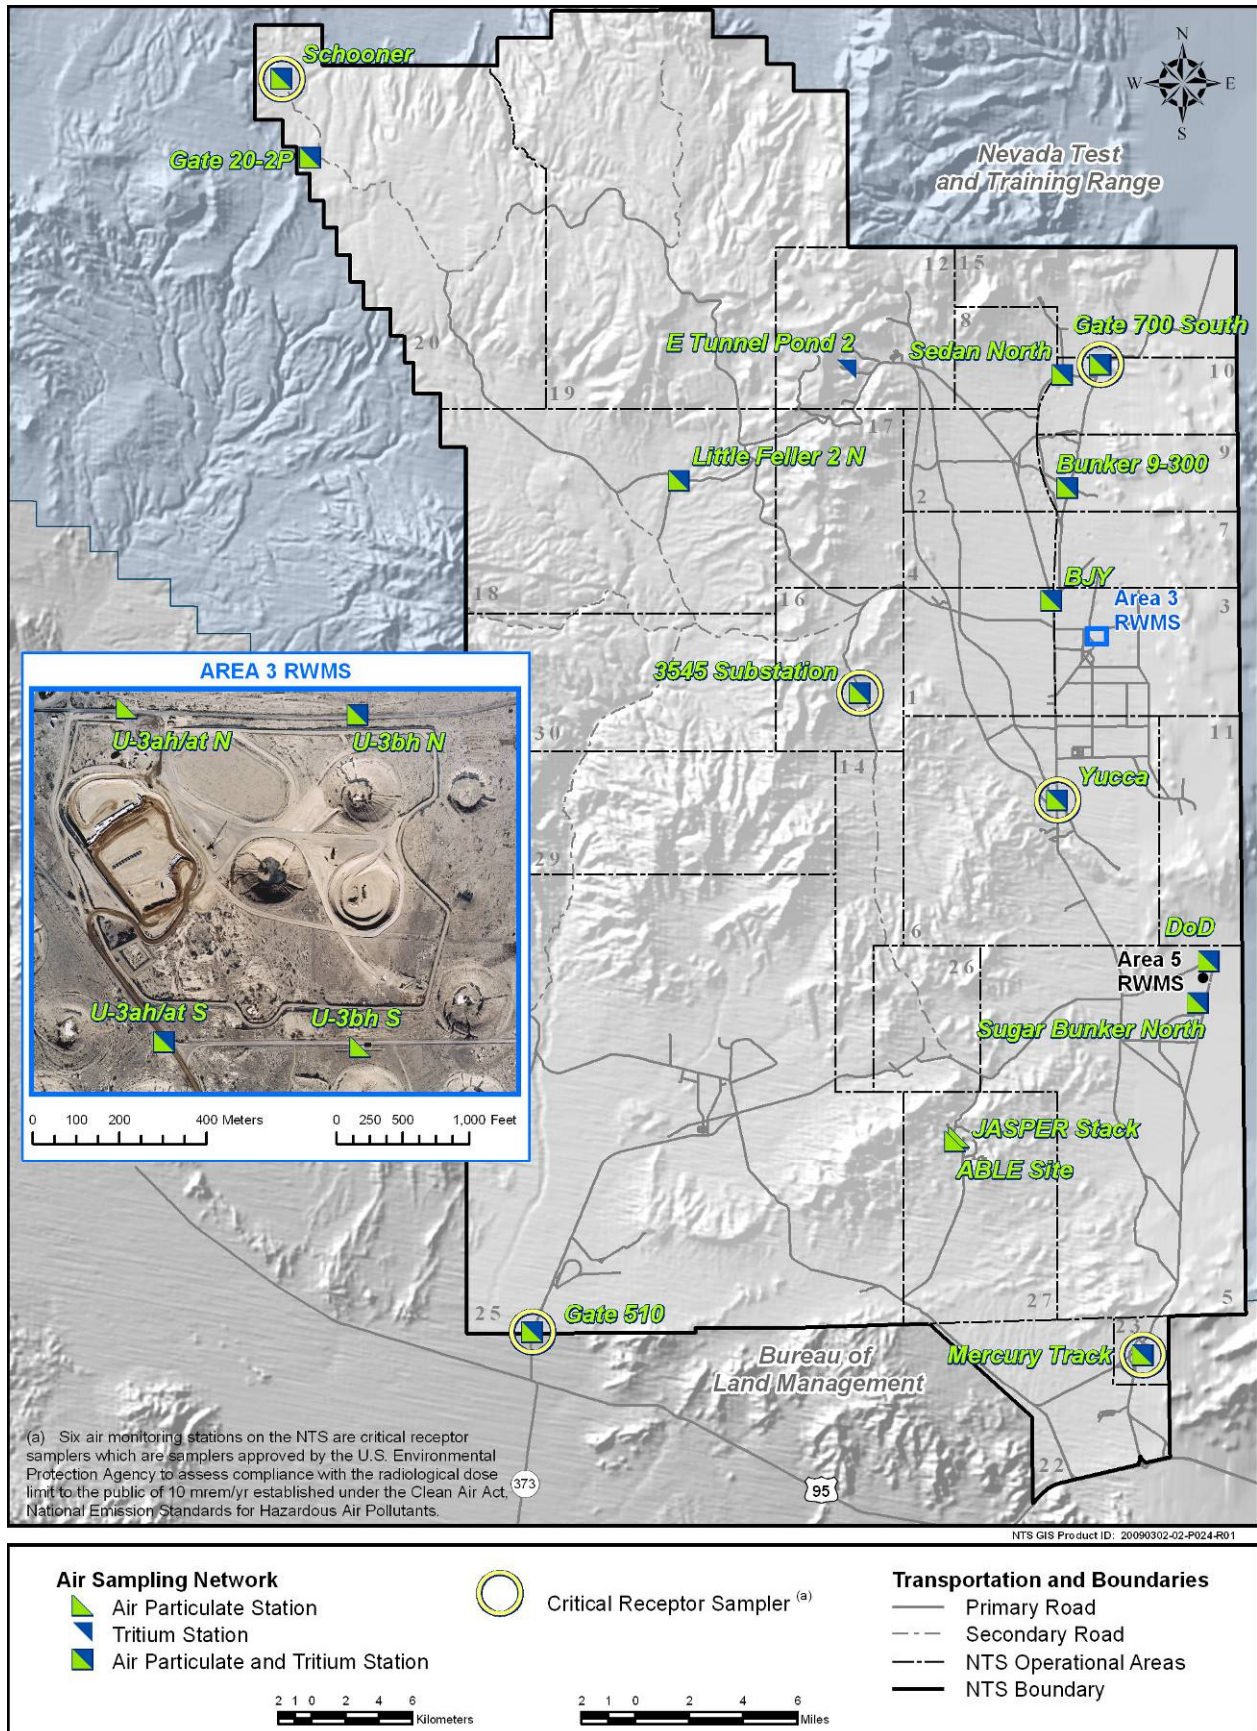 Schooner
N
W
E
S
Gate 20-2P
Nevada Test
and Training Range
12
15
8
Gate 700 South
E Tunnel Pond 2
Sedan North
20
19
10
17
Little Feller 2 N
Bunker 9-300
9
2
7
18
16
4
BJY
Area 3
RWMS
3
AREA 3 RWMS
3545 Substation
1
U-3ah/at N
U-3bh N
30
14
11
Yucca
29
6
26
DoD
Area 5
RWMS
U-3ah/at S
U-3bh S
Sugar Bunker North
0 100 200 400 Meters
0 250 500 1,000 Feet
JASPER Stack
ABLE Site
25
Gate 510
27
5
23
Mercury Track
Bureau of
Land Management
22
(a) Six air monitoring stations on the NTS are critical receptor
samplers which are samplers approved by the U.S. Environmental
Protection Agency to assess compliance with the radiological dose
limit to the public of 10 mrem/yr established under the Clean Air Act,
National Emission Standards for Hazardous Air Pollutants.
373
95
NTS GIS Product ID: 20090302-02-P024-R01
Air Sampling Network
Air Particulate Station
Tritium Station
Air Particulate and Tritium Station
Critical Receptor Sampler (a)
Transportation and Boundaries
Primary Road
Secondary Road
NTS Operational Areas
NTS Boundary
2 1 0 2 4 6
Kilometers
2 1 0 2 4 6
Miles